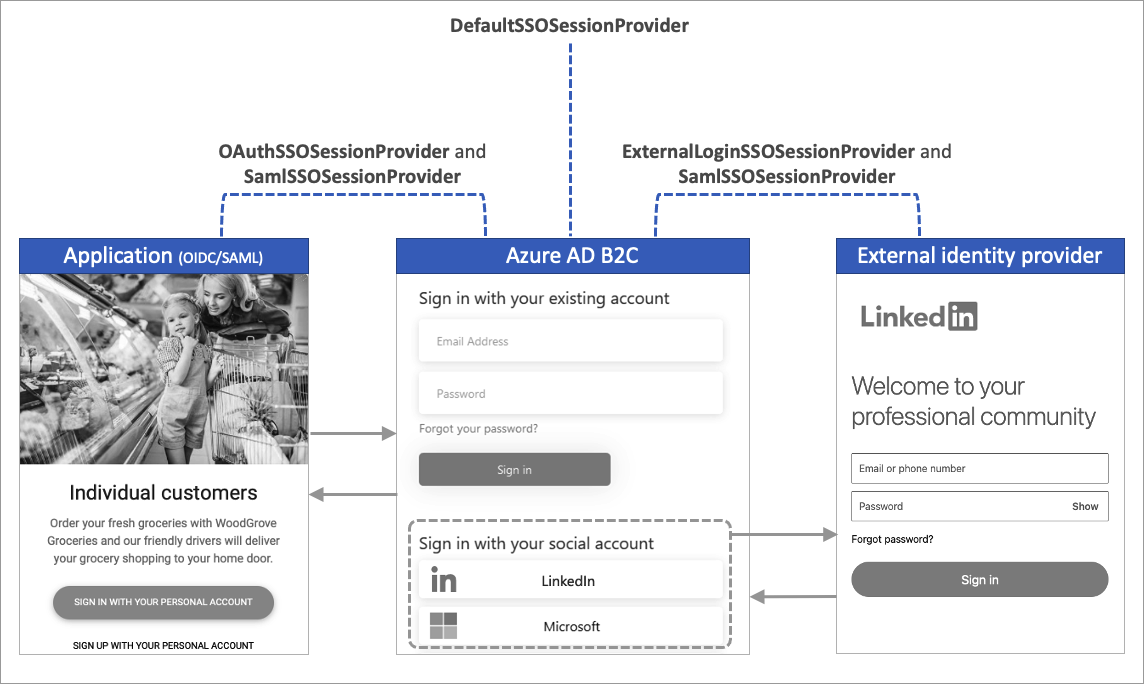 DefaultSSOSessionProvider
OAuthSSOSessionProvider and
SamlSSOSessionProvider
ExternalLoginSSOSessionProvider and
SamlSSOSessionProvider
Application (OIDC/SAML)
Individual customers
Order your fresh groceries with WoodGrove
Groceries and our friendly drivers will deliver
your grocery shopping to your home door.
SIGN IN WITH YOUR PERSONAL ACCOUNT
SIGN UP WITH YOUR PERSONAL ACCOUNT
Azure AD B2C
Sign in with your existing account
Email Address
Password
Forgot your password?
Sign in
Sign in with your social account
in
LinkedIn
Microsoft
External identity provider
Linkedin
Welcome to your
professional community
Email or phone number
Password Show
Forgot password?
Sign in